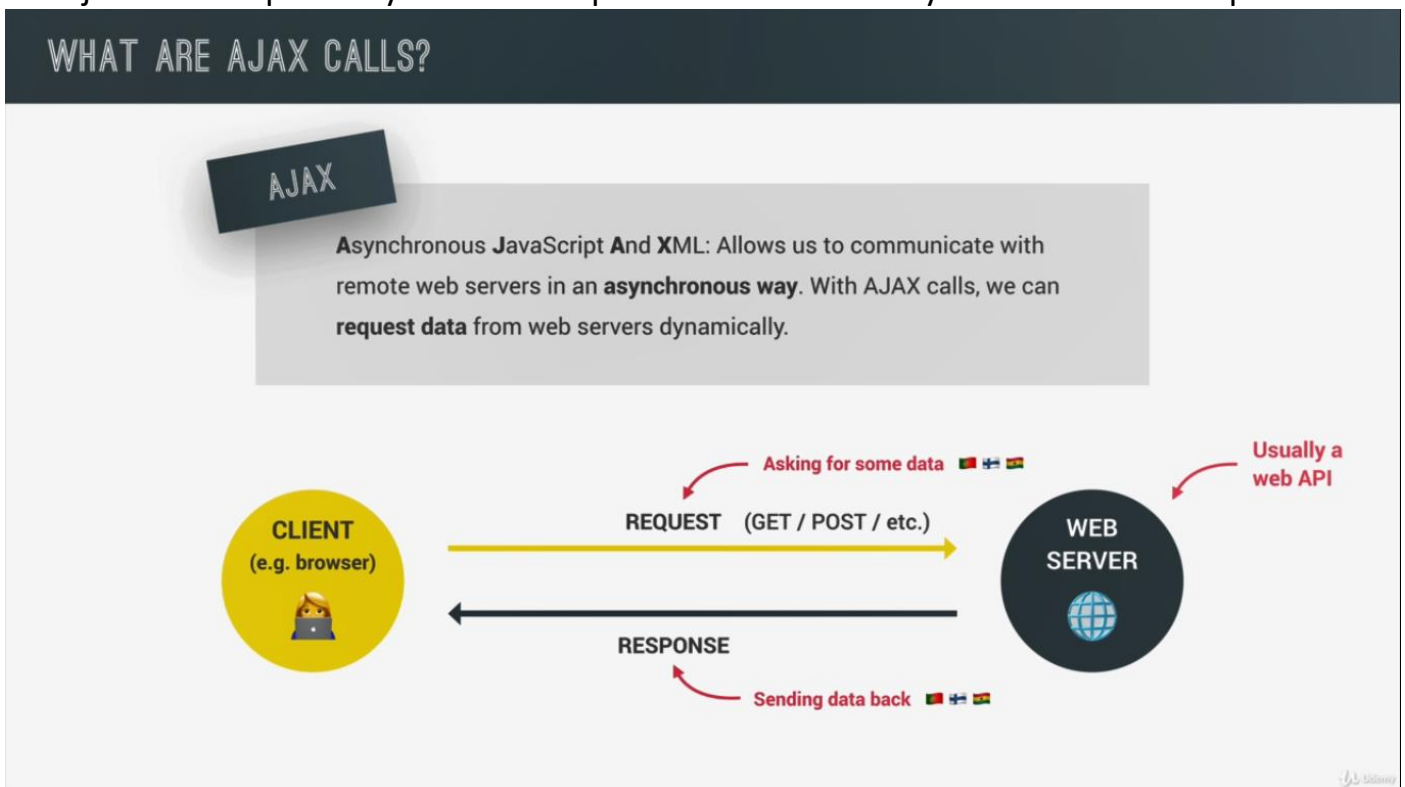 WHAT ARE AJAX CALLS?
AJAX
Asynchronous JavaScript And XML: Allows us to communicate with
remote web servers in an asynchronous way. With AJAX calls, we can
request data from web servers dynamically.
Usually a
web API
Asking for some data
REQUEST (GET / POST / etc.)
CLIENT
(e.g. browser)
WEB
SERVER
RESPONSE
Sending data back
Udemy